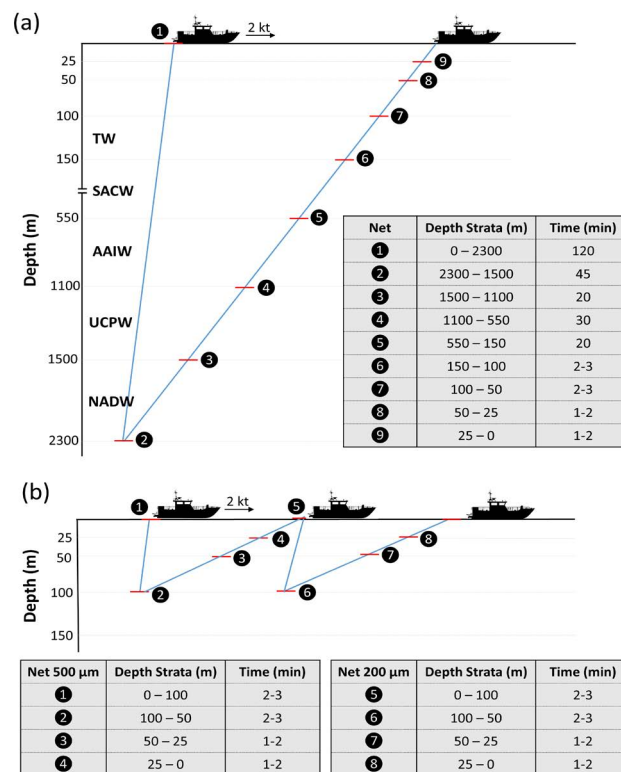 (a)
1
2 kt
25
9
50
8
100
7
TW
150
6
SACW
550
5
Depth (m)
AAIW
Net Depth Strata (m) Time (min)
1 0 – 2300 120
2 2300 – 1500 45
3 1500 – 1100 20
4 1100 – 550 30
5 550 – 150 20
6 150 – 100 2-3
7 100 – 50 2-3
8 50 – 25 1-2
9 25 – 0 1-2
1100
4
UCPW
1500
3
NADW
2300
2
(b)
1
2 kt
5
25
4
8
50
3
7
100
2
6
150
Depth (m)
Net 500 µm Depth Strata (m) Time (min)
1 0 – 100 2-3
2 100 – 50 2-3
3 50 – 25 1-2
4 25 – 0 1-2
Net 200 µm Depth Strata (m) Time (min)
5 0 – 100 2-3
6 100 – 50 2-3
7 50 – 25 1-2
8 25 – 0 1-2